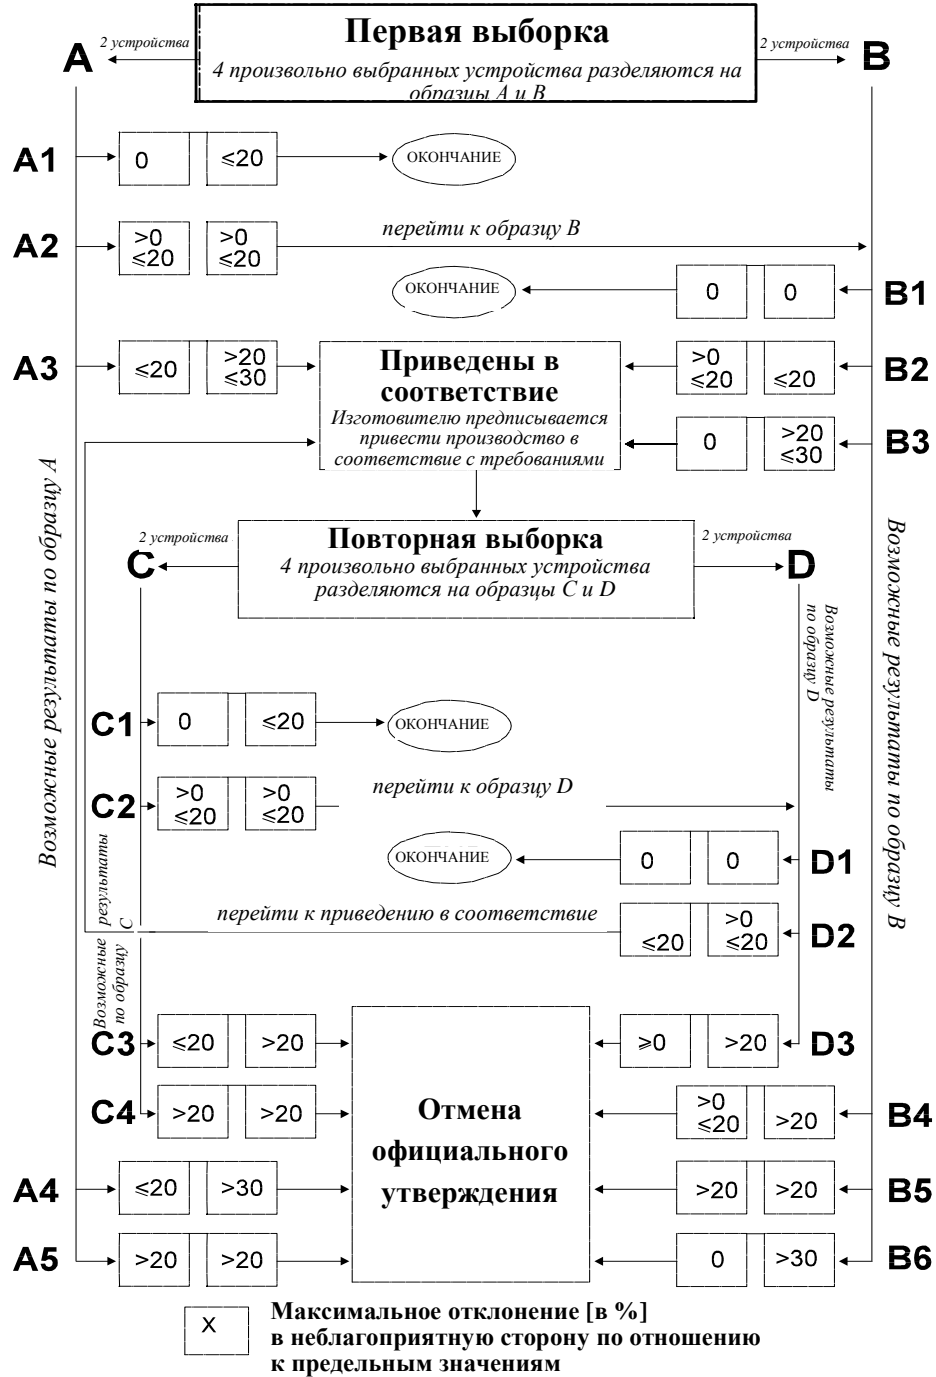 Первая выборка
4 произвольно выбранных устройства разделяются на
образцы A и B
A
2 устройства
2 устройства
B
A1
0
≤20
ОКОНЧАНИЕ
A2
>0
≤20
>0
≤20
перейти к образцу B
ОКОНЧАНИЕ
0
0
B1
A3
≤20
>20
≤30
Приведены в
соответствие
Изготовителю предписывается
привести производство в
соответствие с требованиями
>0
≤20
≤20
B2
0
>20
≤30
B3
Возможные результаты по образцу A
Возможные результаты по образцу B
C
2 устройства
Повторная выборка
4 произвольно выбранных устройства
разделяются на образцы C и D
2 устройства
D
Возможные результаты
по образцу D
C1
0
≤20
ОКОНЧАНИЕ
C2
>0
≤20
>0
≤20
перейти к образцу D
ОКОНЧАНИЕ
0
0
D1
Возможные результаты
по образцу C
перейти к приведению в соответствие
≤20
>0
≤20
D2
C3
≤20
>20
Отмена
официального
утверждения
≥0
>20
D3
C4
>20
>20
>0
≤20
>20
B4
A4
≤20
>30
>20
>20
B5
A5
>20
>20
0
>30
B6
X
Максимальное отклонение [в %]
в неблагоприятную сторону по отношению
к предельным значениям